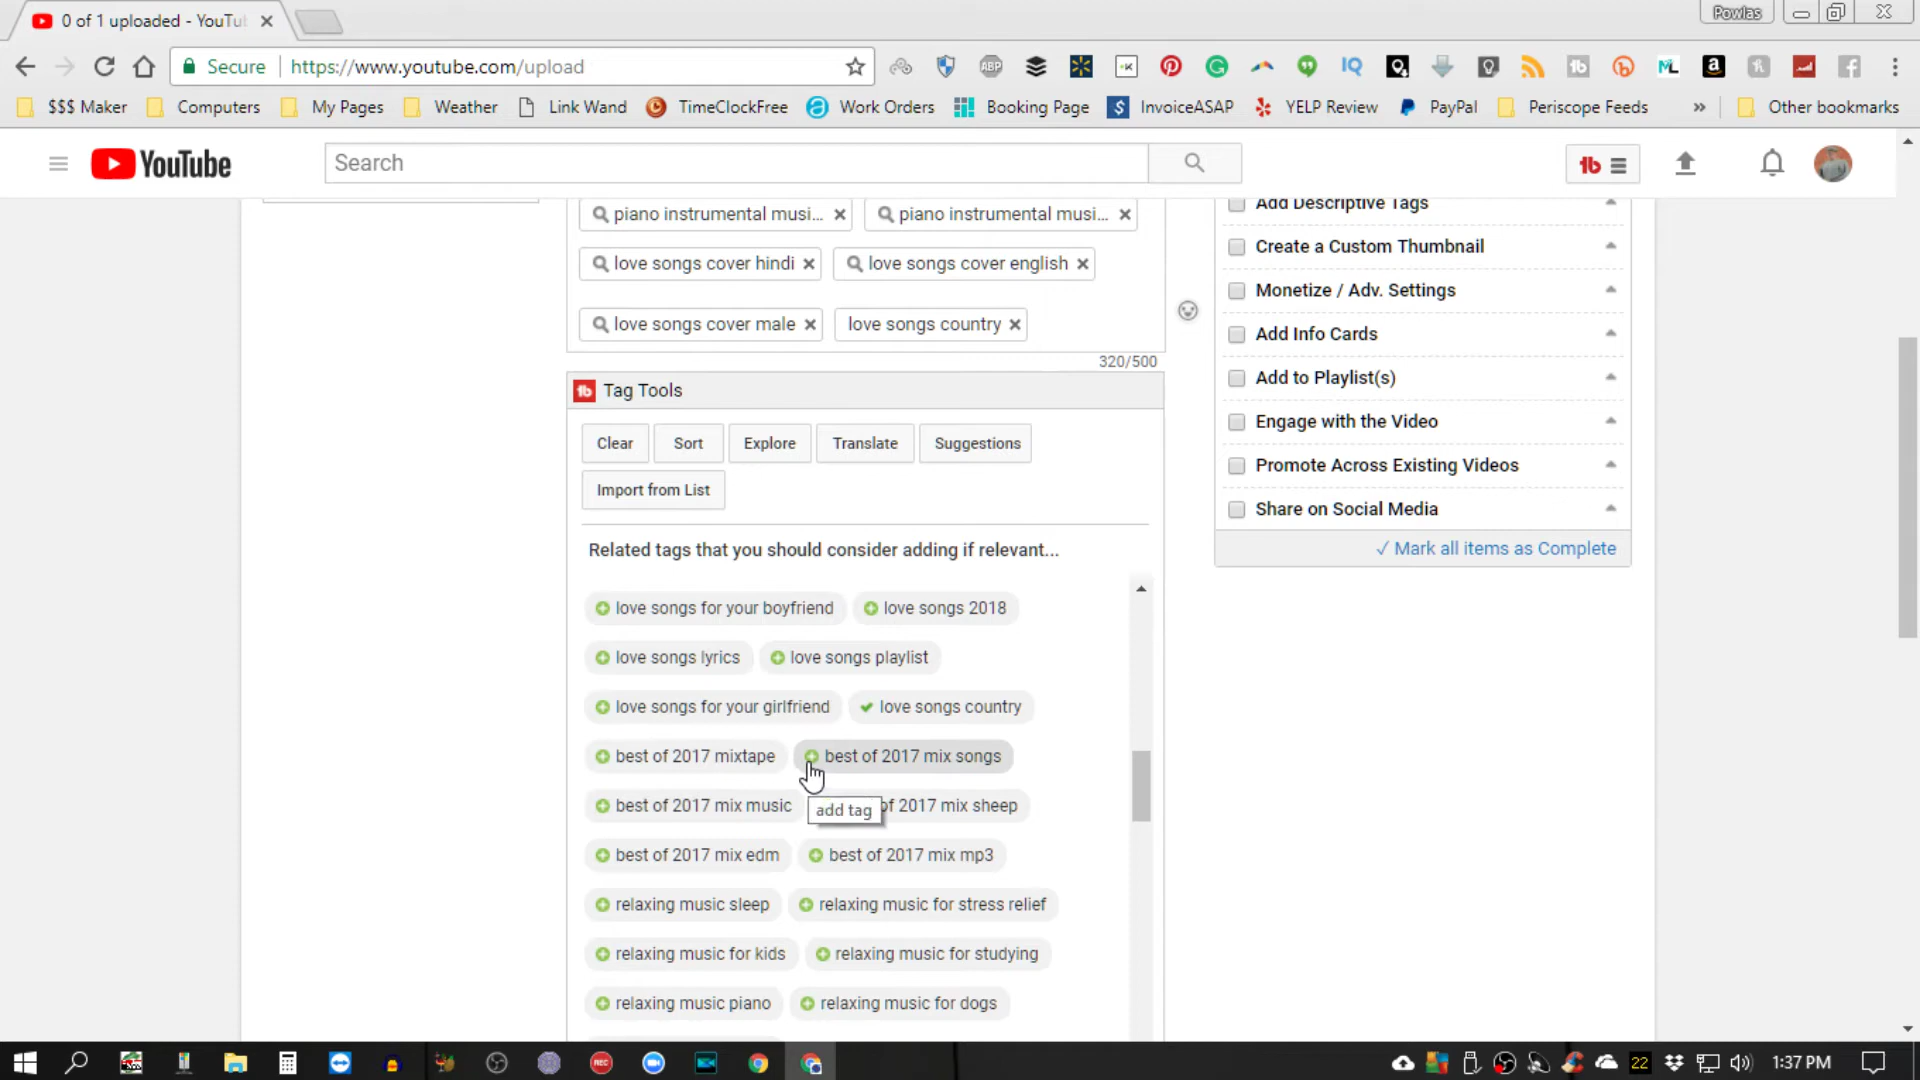 0 of 1 uploaded - YouTub
Powlas
Secure https://www.youtube.com/upload
$$$ Maker Computers My Pages Weather Link Wand TimeClockFree Work Orders Booking Page InvoiceASAP YELP Review PayPal Periscope Feeds » Other bookmarks
YouTube
Search
piano instrumental musi... piano instrumental musi...
love songs cover hindi love songs cover english
love songs cover male love songs country
320/500
Tag Tools
Clear Sort Explore Translate Suggestions
Import from List
Related tags that you should consider adding if relevant...
love songs for your boyfriend love songs 2018
love songs lyrics love songs playlist
love songs for your girlfriend love songs country
best of 2017 mixtape best of 2017 mix songs
best of 2017 mix music of 2017 mix sheep
add tag
best of 2017 mix edm best of 2017 mix mp3
relaxing music sleep relaxing music for stress relief
relaxing music for kids relaxing music for studying
relaxing music piano relaxing music for dogs
Add Descriptive Tags
Create a Custom Thumbnail
Monetize / Adv. Settings
Add Info Cards
Add to Playlist(s)
Engage with the Video
Promote Across Existing Videos
Share on Social Media
✓ Mark all items as Complete
REC
22
1:37 PM